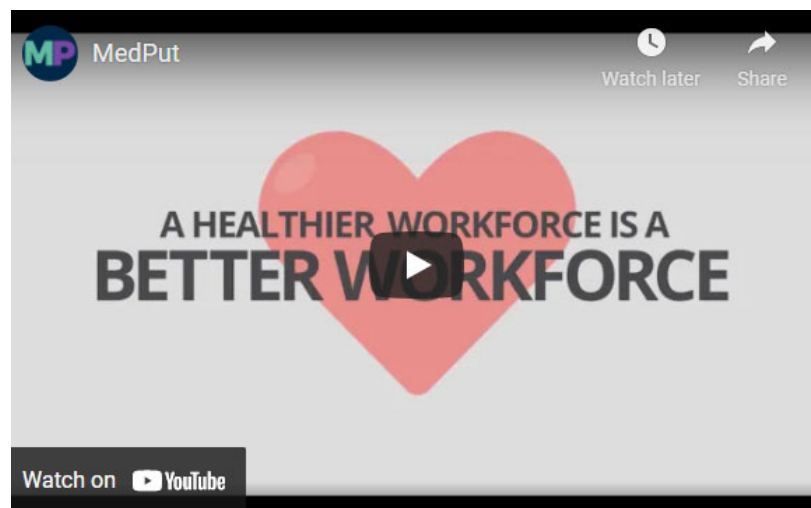 MP
MedPut
Watch later
Share
A HEALTHIER WORKFORCE IS A
BETTER WORKFORCE
Watch on YouTube